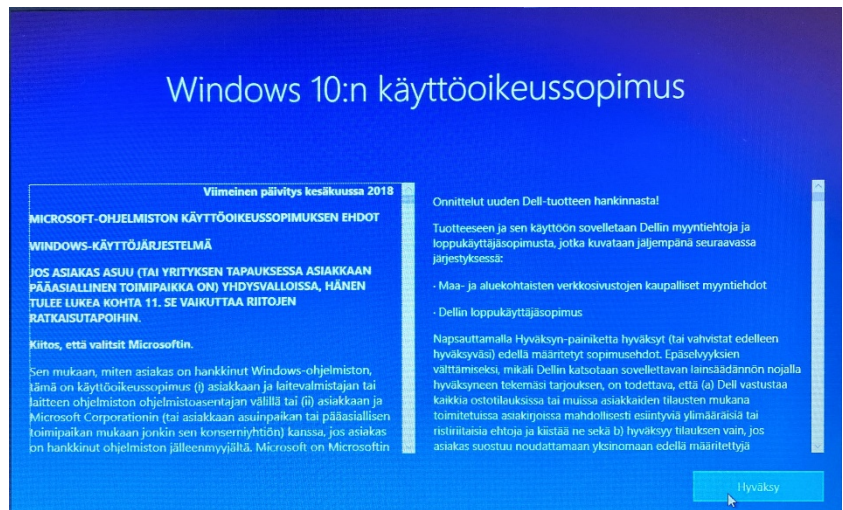 Windows 10:n käyttöoikeussopimus
Viimeinen päivitys kesäkuussa 2018
MICROSOFT-OHJELMISTON KÄYTTÖOIKEUSSOPIMUKSEN EHDOT
WINDOWS-KÄYTTÖJÄRJESTELMÄ
JOS ASIAKAS ASUU (TAI YRITYKSEN TAPAUKSESSA ASIAKKAAN
PÄÄASIALLINEN TOIMIPAIKKA ON) YHDYSVALLOISSA, HÄNEN
TULEE LUKEA KOHTA 11. SE VAIKUTTAA RIITOJEN
RATKAISUTAPOIHIN.
Kiitos, että valitsit Microsoftin.
Sen mukaan, miten asiakas on hankkinut Windows-ohjelmiston,
tämä on käyttöoikeussopimus (i) asiakkaan ja laitevalmistajan tai
laitteen ohjelmiston ohjelmistoasentajan välillä tai (ii) asiakkaan ja
Microsoft Corporationin (tai asiakkaan asuinpaikan tai pääasiallisen
toimipaikan mukaan jonkin sen konserniyhtiön) kanssa, jos asiakas
on hankkinut ohjelmiston jälleenmyyjältä. Microsoft on Microsoftin
Onnittelut uuden Dell-tuotteen hankinnasta!
Tuotteeseen ja sen käyttöön sovelletaan Dellin myyntiehtoja ja
loppukäyttäjäsopimusta, jotka kuvataan jäljempänä seuraavassa
järjestyksessä:
· Maa- ja aluekohtaisten verkkosivustojen kaupalliset myyntiehdot
· Dellin loppukäyttäjäsopimus
Napsauttamalla Hyväksyn-painiketta hyväksyt (tai vahvistat edelleen
hyväksyväsi) edellä määritetyt sopimusehdot. Epäselvyyksien
välttämiseksi, mikäli Dellin katsotaan sovellettavan lainsäädännön nojalla
hyväksyneen tekemäsi tarjouksen, on todettava, että (a) Dell vastustaa
kaikkia ostotilauksissa tai muissa asiakkaiden tilausten mukana
toimitetuissa asiakirjoissa mahdollisesti esiintyviä ylimääräisiä tai
ristiriitaisia ehtoja ja kiistää ne sekä b) hyväksyy tilauksen vain, jos
asiakas suostuu noudattamaan yksinomaan edellä määritettyjä
Hyväksy